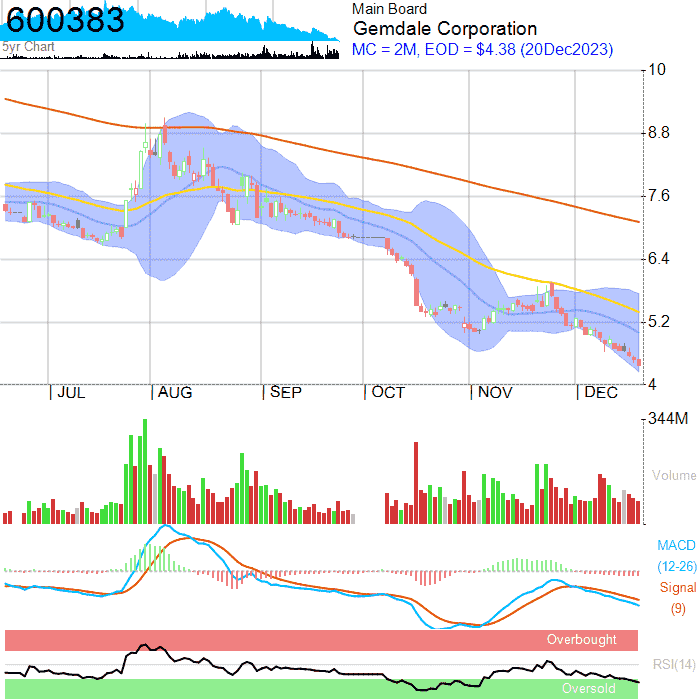 600383
5yr Chart
Main Board
Gemdale Corporation
MC = 2M, EOD = $4.38 (20Dec2023)
10
8.8
7.6
6.4
5.2
4
JUL AUG SEP OCT NOV DEC
344M
Volume
MACD
(12-26)
Signal
(9)
Overbought
RSI(14)
Oversold